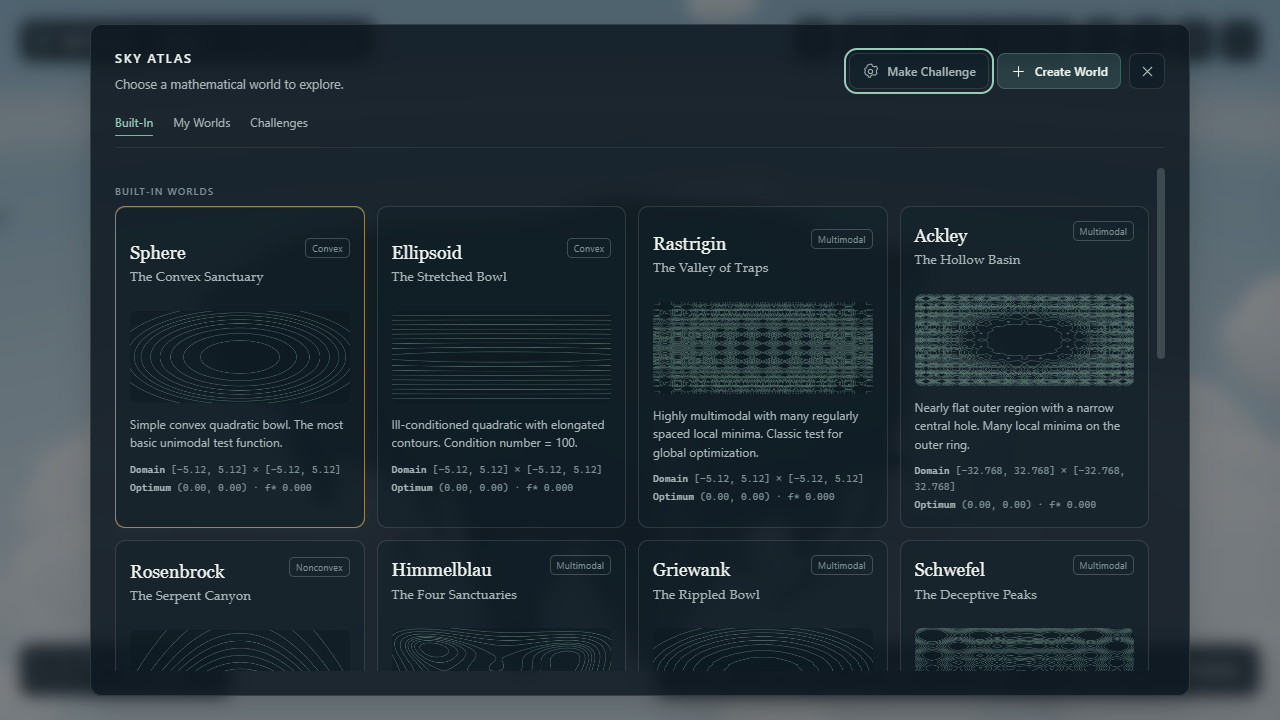 SKY ATLAS
Choose a mathematical world to explore.
Make Challenge
Create World
Built-In
My Worlds
Challenges
BUILT-IN WORLDS
Sphere
Convex
The Convex Sanctuary
Simple convex quadratic bowl. The most
basic unimodal test function.
Domain [−5.12, 5.12] × [−5.12, 5.12]
Optimum (0.00, 0.00) · f* 0.000
Ellipsoid
Convex
The Stretched Bowl
Ill-conditioned quadratic with elongated
contours. Condition number = 100.
Domain [−5.12, 5.12] × [−5.12, 5.12]
Optimum (0.00, 0.00) · f* 0.000
Rastrigin
Multimodal
The Valley of Traps
Highly multimodal with many regularly
spaced local minima. Classic test for
global optimization.
Domain [−5.12, 5.12] × [−5.12, 5.12]
Optimum (0.00, 0.00) · f* 0.000
Ackley
Multimodal
The Hollow Basin
Nearly flat outer region with a narrow
central hole. Many local minima on the
outer ring.
Domain [−32.768, 32.768] × [−32.768,
32.768]
Optimum (0.00, 0.00) · f* 0.000
Rosenbrock
Nonconvex
The Serpent Canyon
Himmelblau
Multimodal
The Four Sanctuaries
Griewank
Multimodal
The Rippled Bowl
Schwefel
Multimodal
The Deceptive Peaks